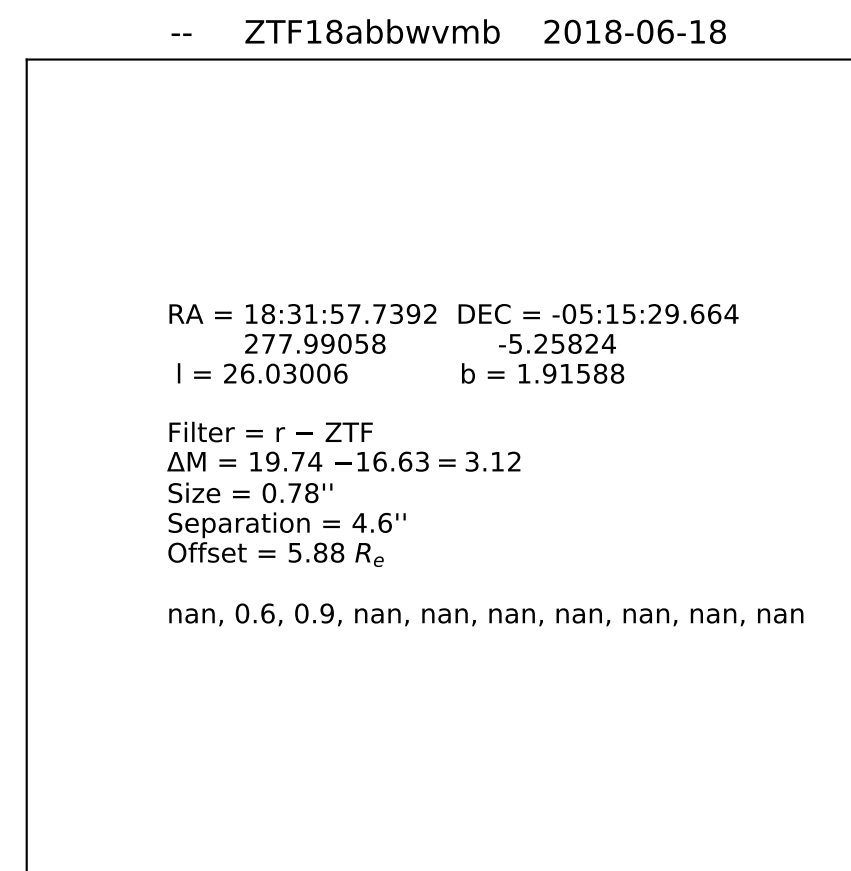 -- ZTF18abbwvmb 2018-06-18
RA = 18:31:57.7392 DEC = -05:15:29.664
277.99058 -5.25824
l = 26.03006 b = 1.91588
Filter = r − ZTF
ΔM = 19.74 −16.63 = 3.12
Size = 0.78''
Separation = 4.6''
Offset = 5.88 Rₑ
nan, 0.6, 0.9, nan, nan, nan, nan, nan, nan, nan